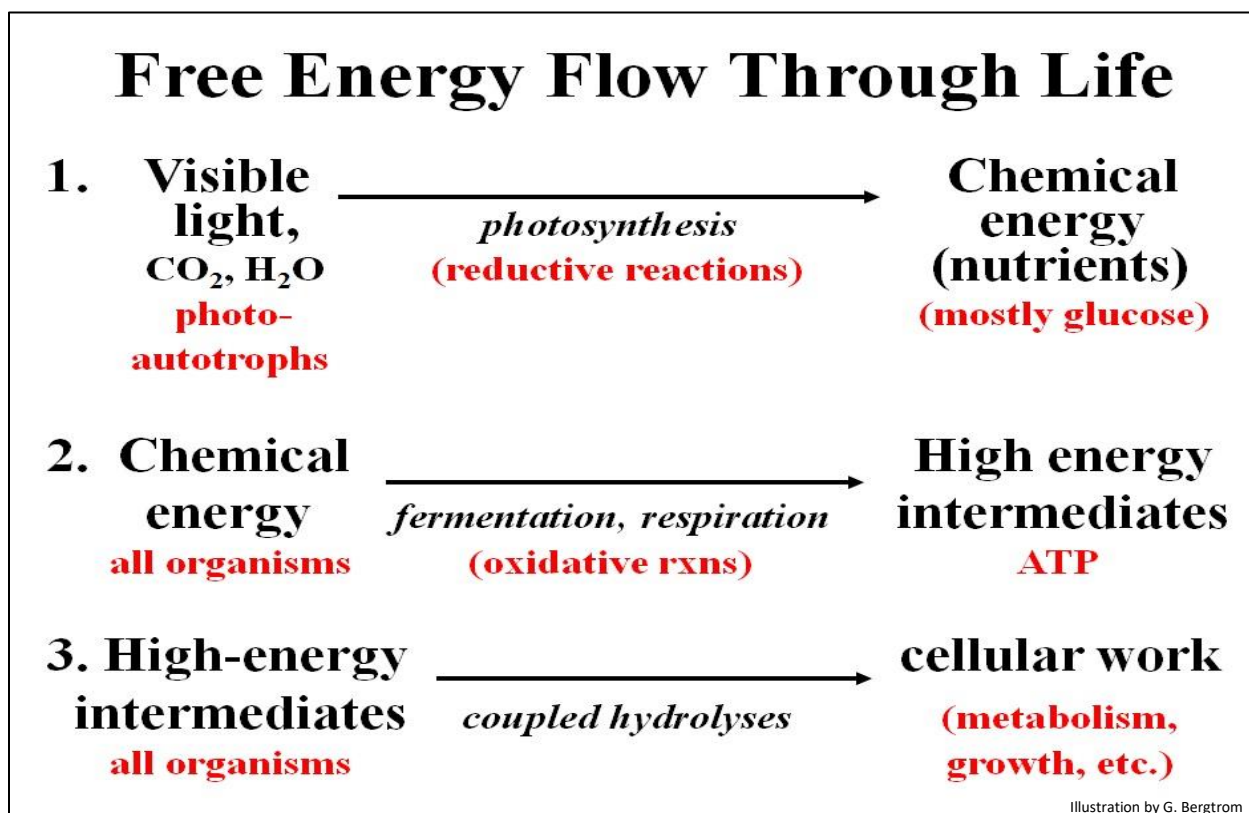 Free Energy Flow Through Life
1. Visible light, CO₂, H₂O
photo-
autotrophs
photosynthesis
(reductive reactions)
Chemical
energy
(nutrients)
(mostly glucose)
2. Chemical
energy
all organisms
fermentation, respiration
(oxidative rxns)
High energy
intermediates
ATP
3. High-energy
intermediates
all organisms
coupled hydrolyses
cellular work
(metabolism,
growth, etc.)
Illustration by G. Bergtrom